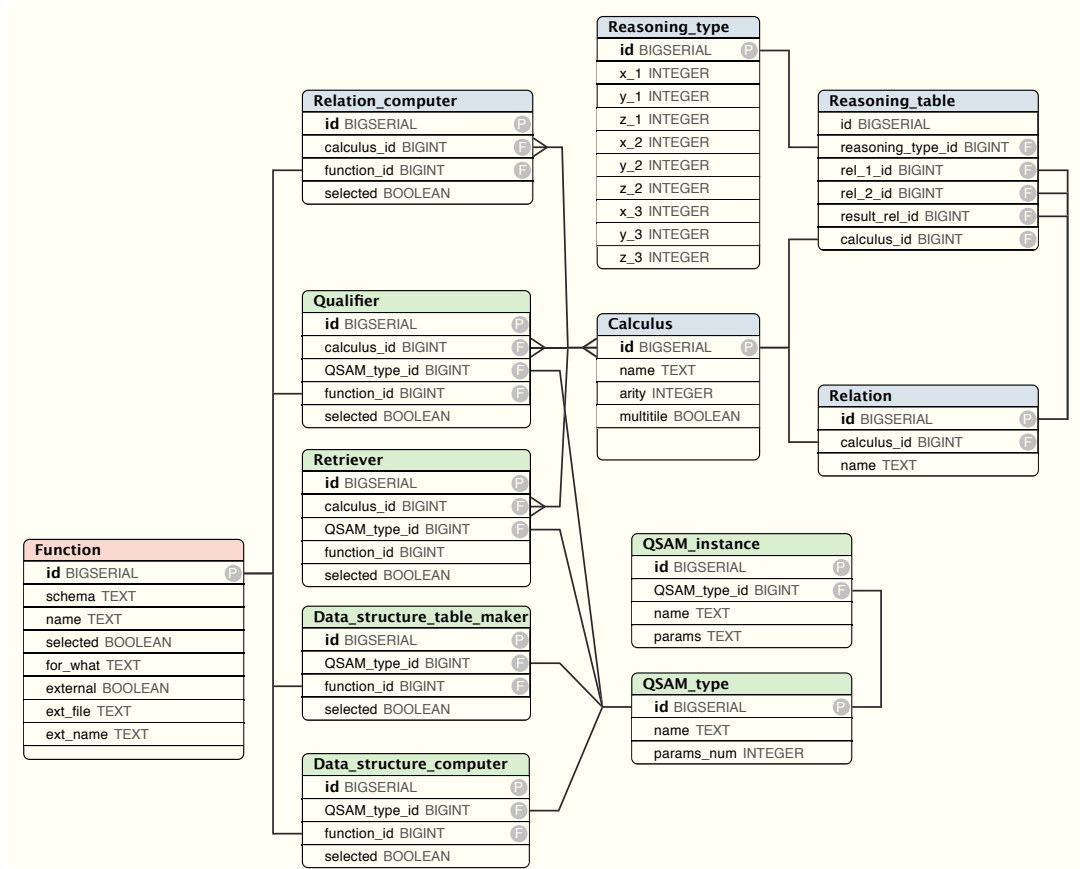 Reasoning_type
id BIGSERIAL P
x_1 INTEGER
y_1 INTEGER
z_1 INTEGER
x_2 INTEGER
y_2 INTEGER
z_2 INTEGER
x_3 INTEGER
y_3 INTEGER
z_3 INTEGER
Relation_computer
id BIGSERIAL P
calculus_id BIGINT F
function_id BIGINT F
selected BOOLEAN
Reasoning_table
id BIGSERIAL
reasoning_type_id BIGINT F
rel_1_id BIGINT F
rel_2_id BIGINT F
result_rel_id BIGINT F
calculus_id BIGINT F
Qualifier
id BIGSERIAL P
calculus_id BIGINT F
QSAM_type_id BIGINT F
function_id BIGINT F
selected BOOLEAN
Calculus
id BIGSERIAL P
name TEXT
arity INTEGER
multitile BOOLEAN
Relation
id BIGSERIAL P
calculus_id BIGINT F
name TEXT
Retriever
id BIGSERIAL P
calculus_id BIGINT F
QSAM_type_id BIGINT F
function_id BIGINT
selected BOOLEAN
Function
id BIGSERIAL P
schema TEXT
name TEXT
selected BOOLEAN
for_what TEXT
external BOOLEAN
ext_file TEXT
ext_name TEXT
QSAM_instance
id BIGSERIAL P
QSAM_type_id BIGINT F
name TEXT
params TEXT
Data_structure_table_maker
id BIGSERIAL P
QSAM_type_id BIGINT F
function_id BIGINT F
selected BOOLEAN
QSAM_type
id BIGSERIAL P
name TEXT
params_num INTEGER
Data_structure_computer
id BIGSERIAL P
QSAM_type_id BIGINT F
function_id BIGINT F
selected BOOLEAN